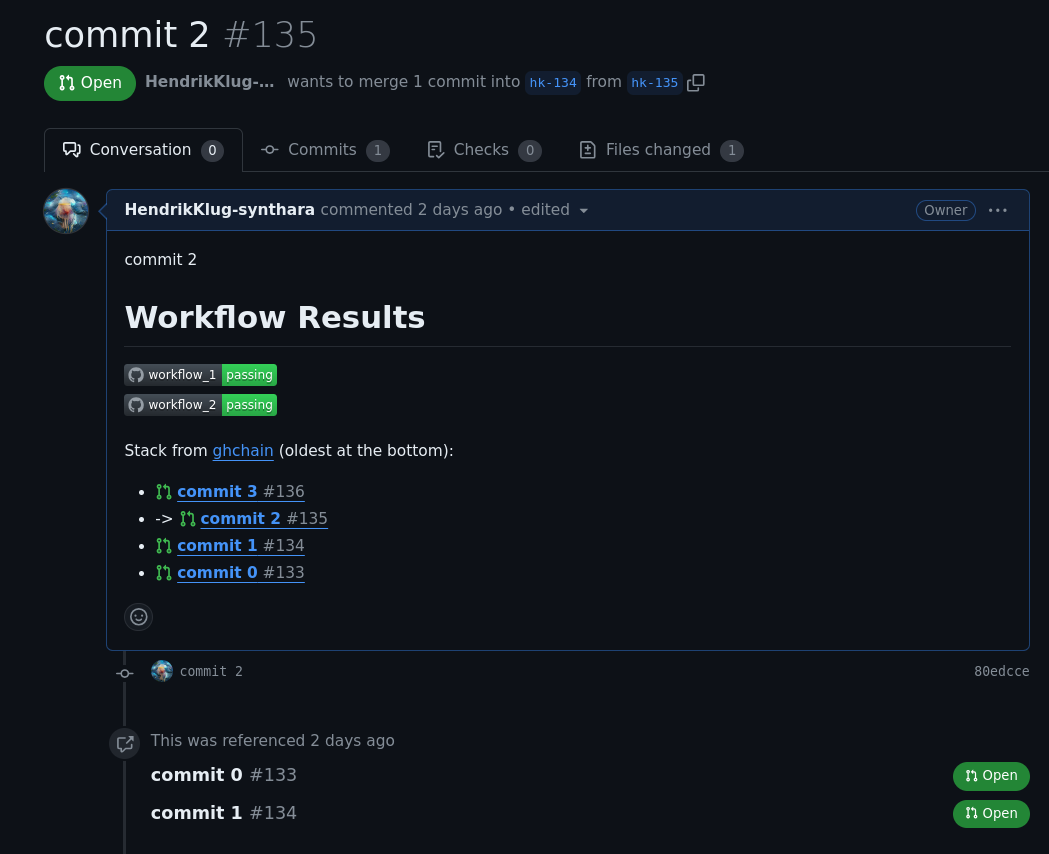 commit 2 #135
Open HendrikKlug-... wants to merge 1 commit into hk-134 from hk-135
Conversation 0 Commits 1 Checks 0 Files changed 1
HendrikKlug-synthara commented 2 days ago • edited Owner
commit 2
Workflow Results
workflow_1 passing
workflow_2 passing
Stack from ghchain (oldest at the bottom):
• commit 3 #136
• -> commit 2 #135
• commit 1 #134
• commit 0 #133
commit 2 80edcce
This was referenced 2 days ago
commit 0 #133 Open
commit 1 #134 Open